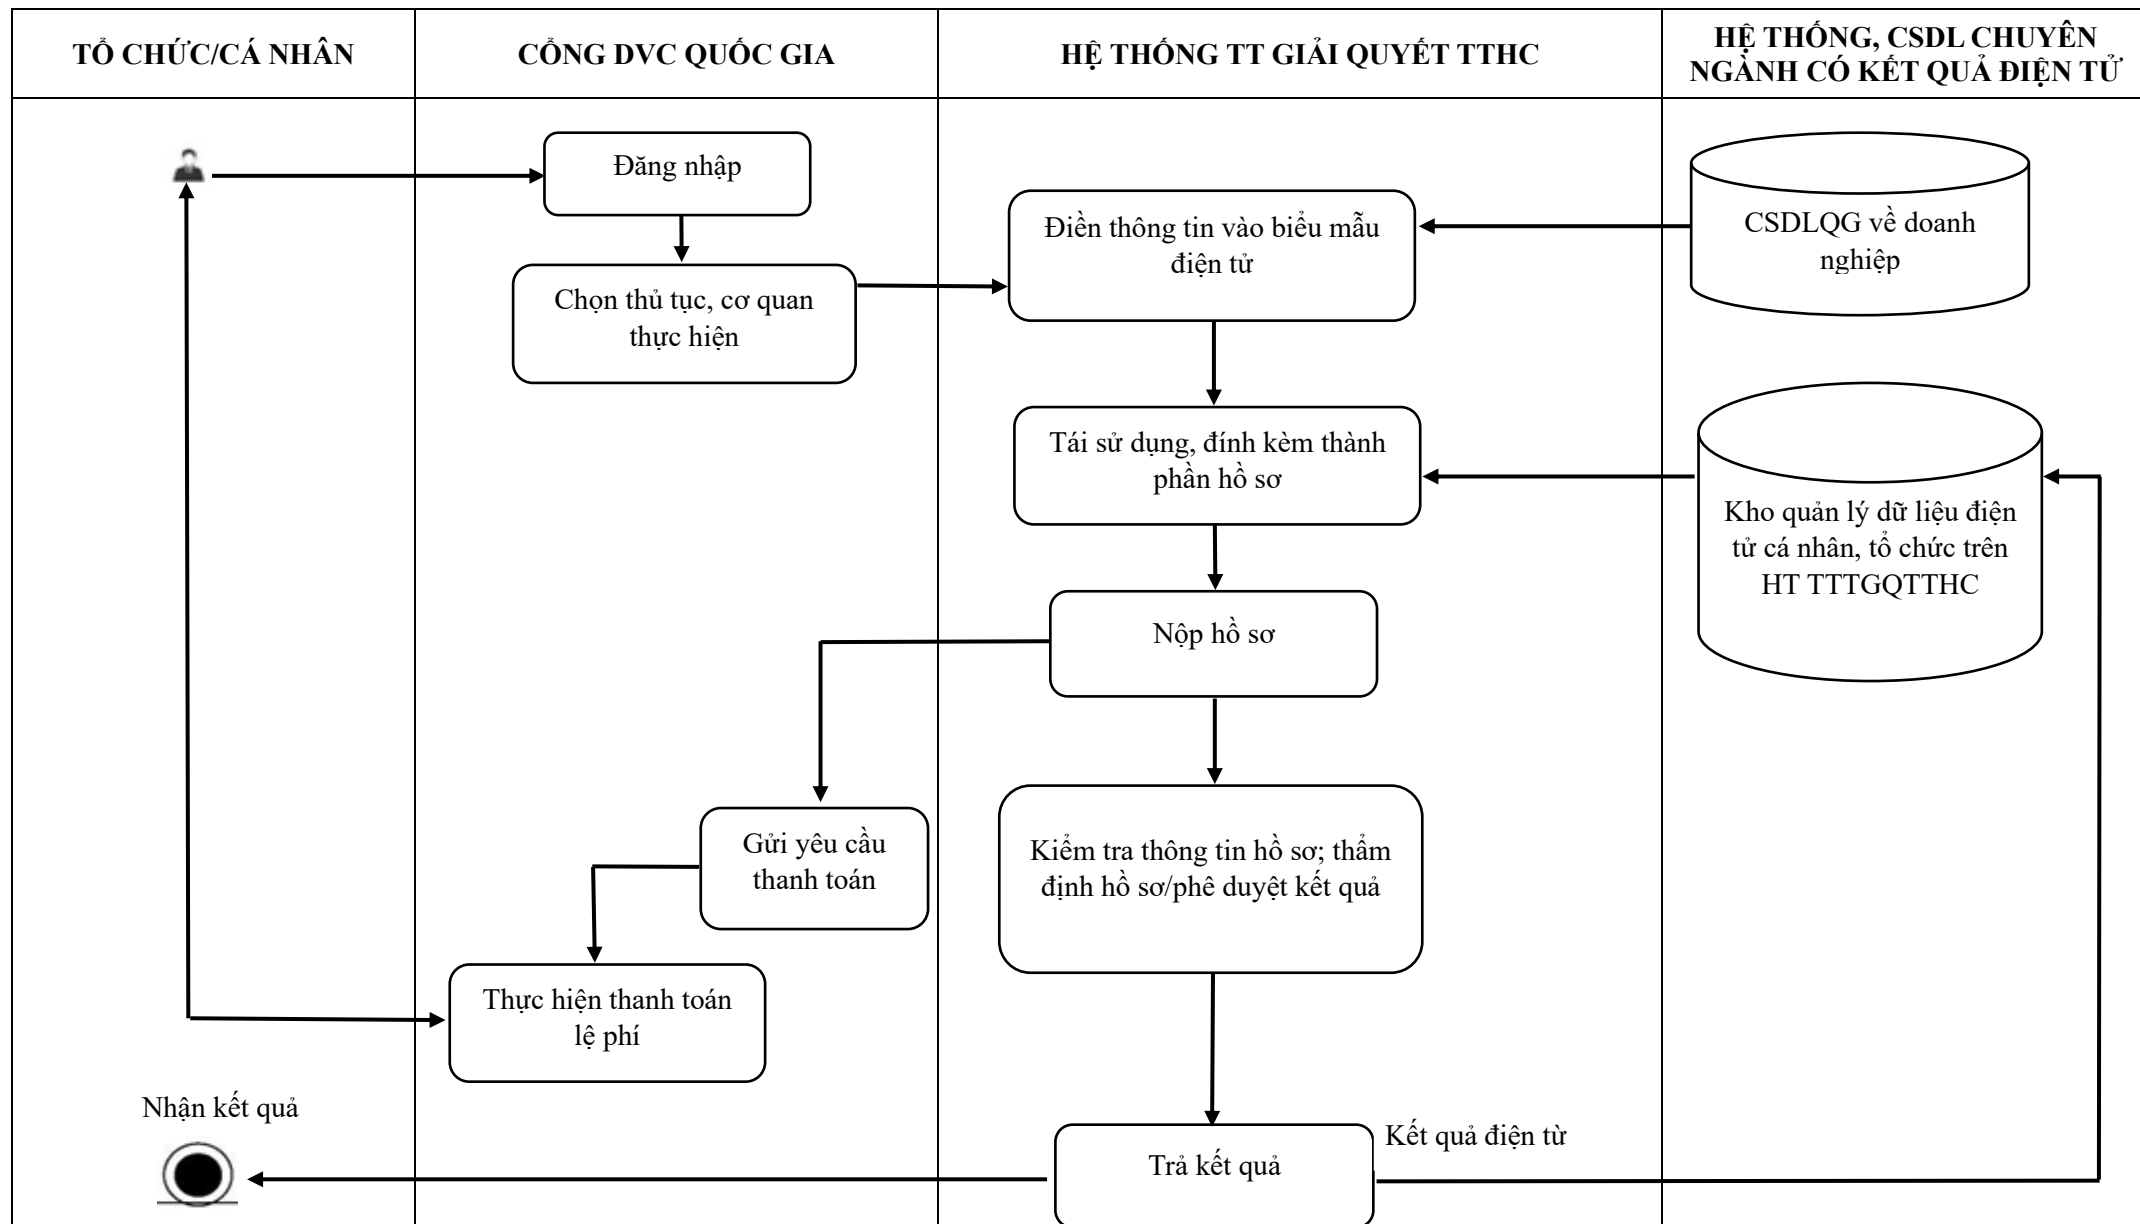 TỔ CHỨC/CÁ NHÂN
CỔNG DVC QUỐC GIA
HỆ THỐNG TT GIẢI QUYẾT TTHC
HỆ THỐNG, CSDL CHUYÊN
NGÀNH CÓ KẾT QUẢ ĐIỆN TỬ
Đăng nhập
Chọn thủ tục, cơ quan
thực hiện
Điền thông tin vào biểu mẫu
điện tử
CSDLQG về doanh
nghiệp
Tái sử dụng, đính kèm thành
phần hồ sơ
Kho quản lý dữ liệu điện
tử cá nhân, tổ chức trên
HT TTTGQTTHC
Nộp hồ sơ
Gửi yêu cầu
thanh toán
Kiểm tra thông tin hồ sơ; thẩm
định hồ sơ/phê duyệt kết quả
Thực hiện thanh toán
lệ phí
Nhận kết quả
Trả kết quả
Kết quả điện từ